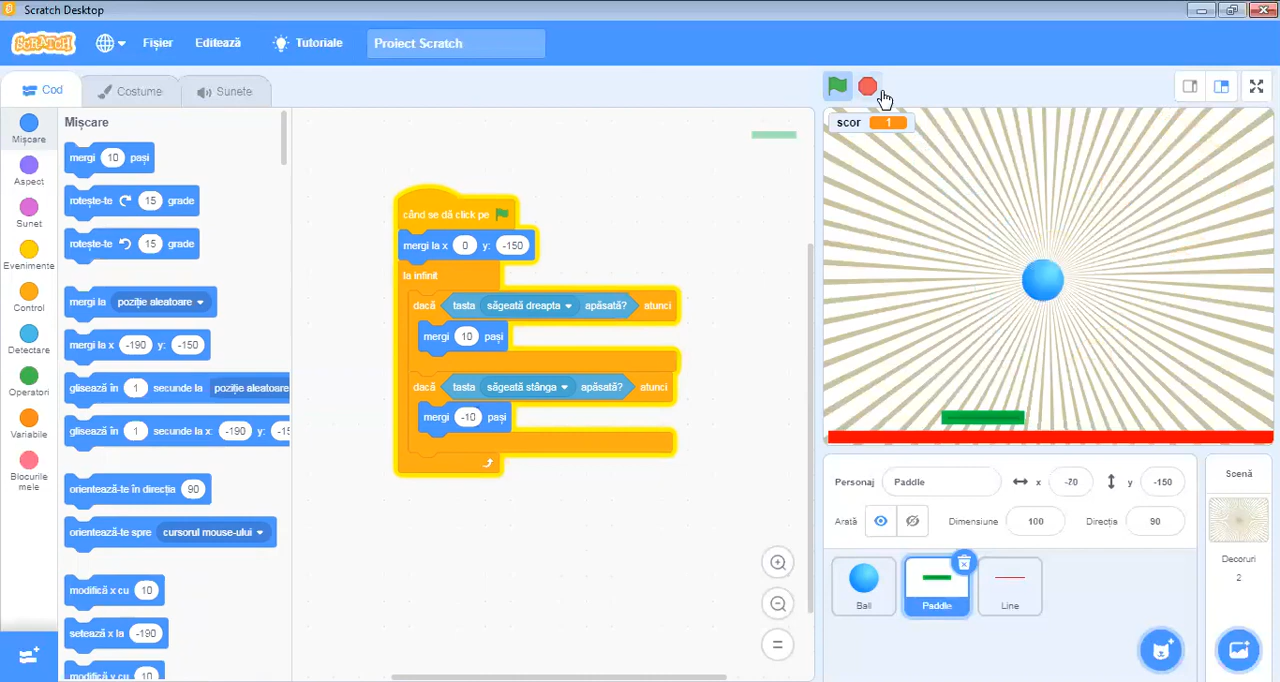 Scratch Desktop
SCRATCH
Fișier
Editează
Tutoriale
Proiect Scratch
Cod
Costume
Sunete
Mișcare
Aspect
Sunet
Evenimente
Control
Detectare
Operatori
Variabile
Blocurile
mele
Mișcare
mergi 10 pași
rotește-te 15 grade
rotește-te 15 grade
mergi la poziție aleatoare
mergi la x -190 y: -150
glisează în 1 secunde la poziție aleatoare
glisează în 1 secunde la x: -190 y: -15
orientează-te în direcția 90
orientează-te spre cursorul mouse-ului
modifică x cu 10
setează x la -190
modifică y cu 10
când se dă click pe
mergi la x 0 y: -150
la infinit
dacă tasta săgeată dreapta apăsată? atunci
mergi 10 pași
dacă tasta săgeată stânga apăsată? atunci
mergi -10 pași
scor 1
Personaj Paddle x -70 y -150
Arată Dimensiune 100 Direcția 90
Ball
Paddle
Line
Scenă
Decoruri
2